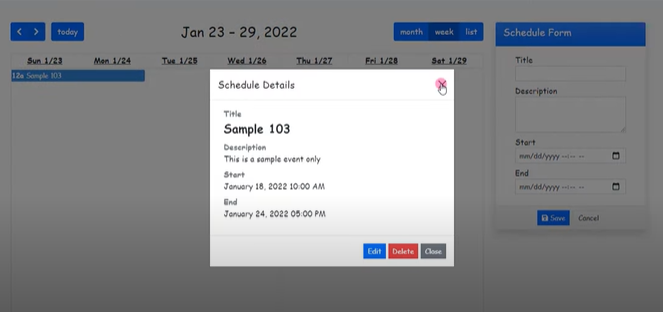 today
Jan 23 – 29, 2022
month week list
Sun 1/23 Mon 1/24 Tue 1/25 Wed 1/26 Thu 1/27 Fri 1/28 Sat 1/29
12a Sample 103
Schedule Details
Title
Sample 103
Description
This is a sample event only
Start
January 18, 2022 10:00 AM
End
January 24, 2022 05:00 PM
Edit Delete Close
Schedule Form
Title
Description
Start
mm/dd/yyyy --:-- --
End
mm/dd/yyyy --:-- --
Save Cancel